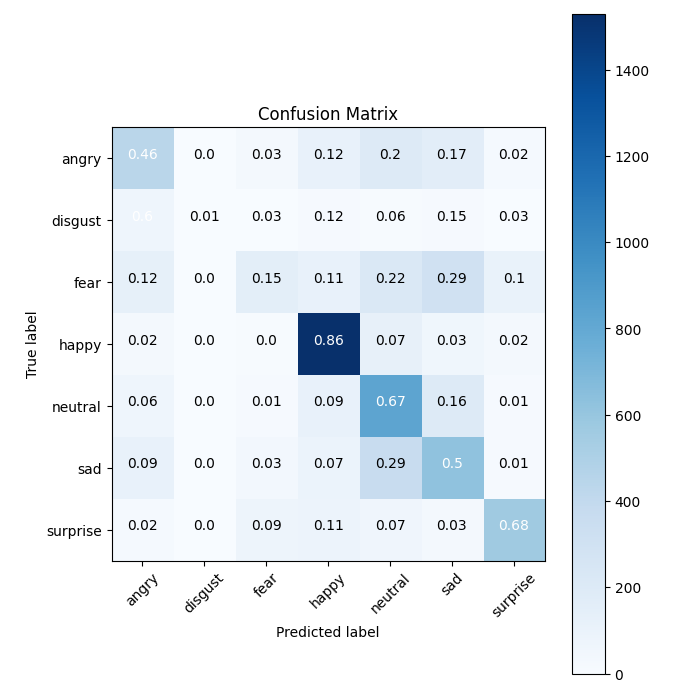 Confusion Matrix
True label
angry 0.46 0.0 0.03 0.12 0.2 0.17 0.02
disgust 0.6 0.01 0.03 0.12 0.06 0.15 0.03
fear 0.12 0.0 0.15 0.11 0.22 0.29 0.1
happy 0.02 0.0 0.0 0.86 0.07 0.03 0.02
neutral 0.06 0.0 0.01 0.09 0.67 0.16 0.01
sad 0.09 0.0 0.03 0.07 0.29 0.5 0.01
surprise 0.02 0.0 0.09 0.11 0.07 0.03 0.68
angry disgust fear happy neutral sad surprise
Predicted label
1400
1200
1000
800
600
400
200
0